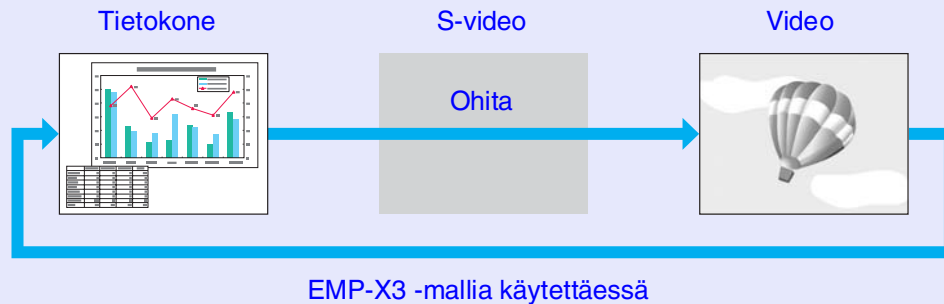 Tietokone
S-video
Video
Ohita
EMP-X3 -mallia käytettäessä